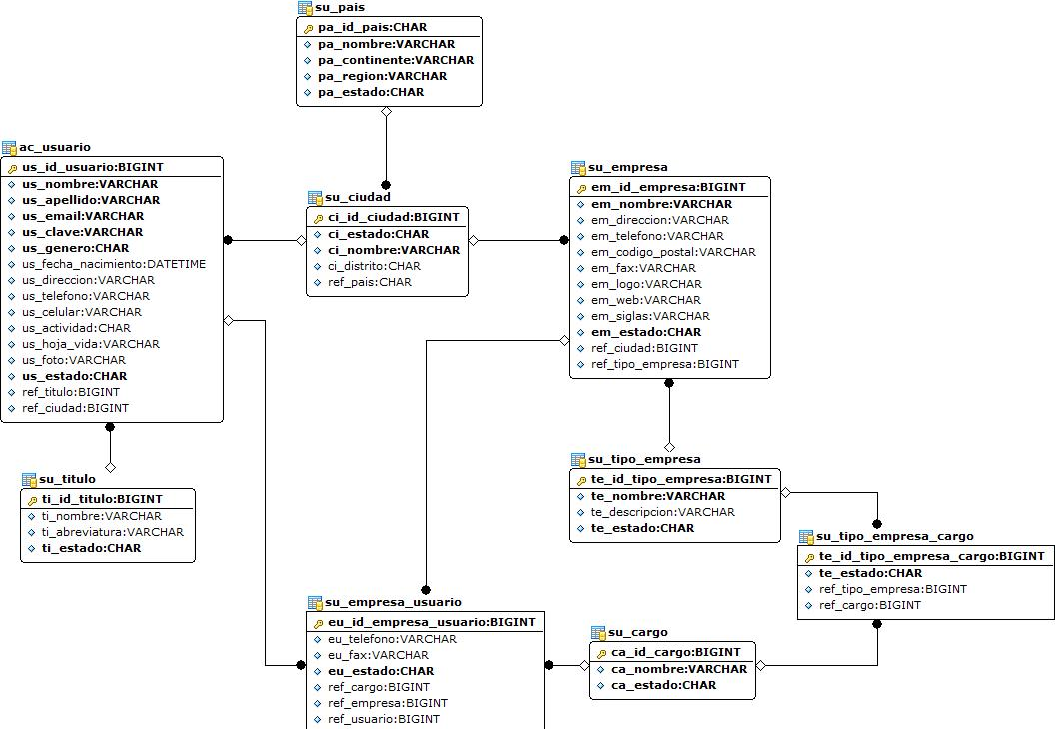 su_pais
pa_id_pais:CHAR
pa_nombre:VARCHAR
pa_continente:VARCHAR
pa_region:VARCHAR
pa_estado:CHAR
ac_usuario
us_id_usuario:BIGINT
us_nombre:VARCHAR
us_apellido:VARCHAR
us_email:VARCHAR
us_clave:VARCHAR
us_genero:CHAR
us_fecha_nacimiento:DATETIME
us_direccion:VARCHAR
us_telefono:VARCHAR
us_celular:VARCHAR
us_actividad:CHAR
us_hoja_vida:VARCHAR
us_foto:VARCHAR
us_estado:CHAR
ref_titulo:BIGINT
ref_ciudad:BIGINT
su_ciudad
ci_id_ciudad:BIGINT
ci_estado:CHAR
ci_nombre:VARCHAR
ci_distrito:CHAR
ref_pais:CHAR
su_empresa
em_id_empresa:BIGINT
em_nombre:VARCHAR
em_direccion:VARCHAR
em_telefono:VARCHAR
em_codigo_postal:VARCHAR
em_fax:VARCHAR
em_logo:VARCHAR
em_web:VARCHAR
em_siglas:VARCHAR
em_estado:CHAR
ref_ciudad:BIGINT
ref_tipo_empresa:BIGINT
su_titulo
ti_id_titulo:BIGINT
ti_nombre:VARCHAR
ti_abreviatura:VARCHAR
ti_estado:CHAR
su_tipo_empresa
te_id_tipo_empresa:BIGINT
te_nombre:VARCHAR
te_descripcion:VARCHAR
te_estado:CHAR
su_tipo_empresa_cargo
te_id_tipo_empresa_cargo:BIGINT
te_estado:CHAR
ref_tipo_empresa:BIGINT
ref_cargo:BIGINT
su_empresa_usuario
eu_id_empresa_usuario:BIGINT
eu_telefono:VARCHAR
eu_fax:VARCHAR
eu_estado:CHAR
ref_cargo:BIGINT
ref_empresa:BIGINT
ref_usuario:BIGINT
su_cargo
ca_id_cargo:BIGINT
ca_nombre:VARCHAR
ca_estado:CHAR